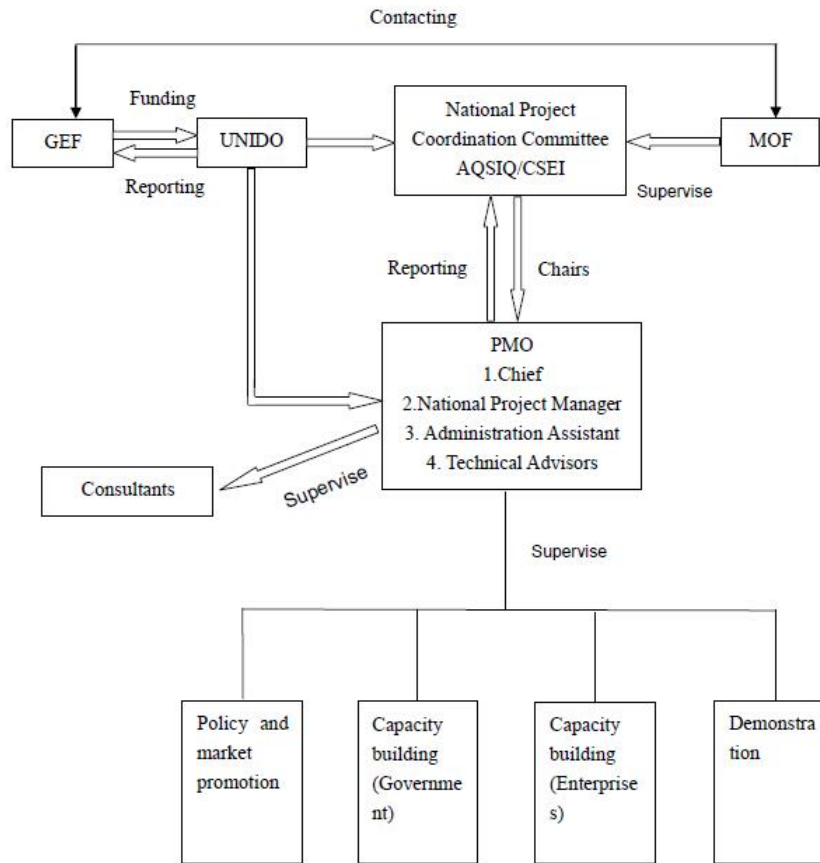 Contacting
Funding
GEF
UNIDO
National Project
Coordination Committee
AQSIQ/CSEI
MOF
Reporting
Supervise
Reporting
Chairs
PMO
1.Chief
2.National Project Manager
3. Administration Assistant
4. Technical Advisors
Consultants
Supervise
Supervise
Policy and
market
promotion
Capacity
building
(Governme
nt)
Capacity
building
(Enterprise
s)
Demonstra
tion